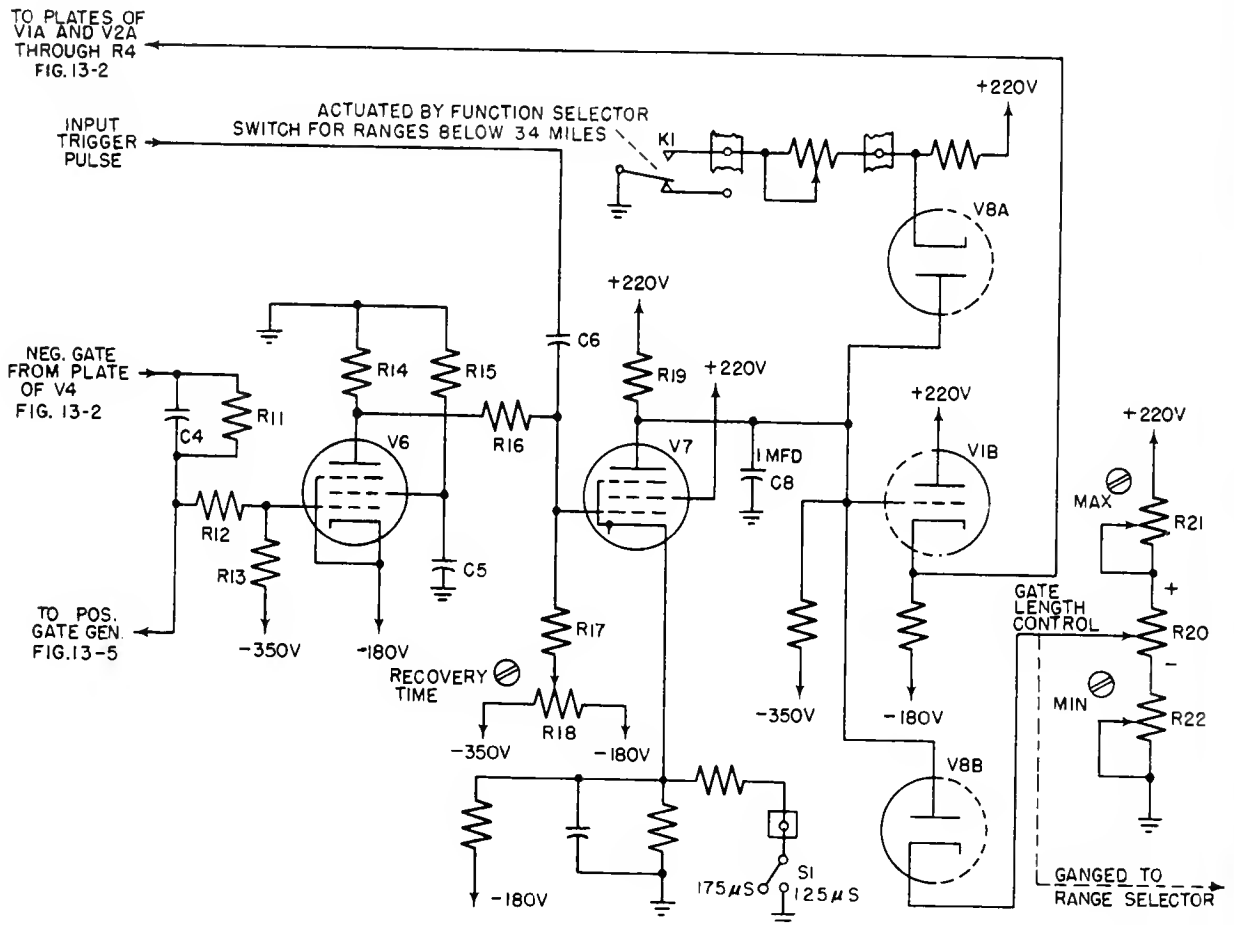 TO PLATES OF
V1A AND V2A
THROUGH R4
FIG. 13-2
+220V
ACTUATED BY FUNCTION SELECTOR
SWITCH FOR RANGES BELOW 34 MILES
K1
INPUT
TRIGGER
PULSE
V8A
+220V
C6
NEG. GATE
FROM PLATE
OF V4
FIG. 13-2
R14
R15
R19
+220V
C4
R11
R16
+220V
+220V
V6
V7
1 MFD
C8
V1B
MAX
R21
R12
R13
C5
TO POS.
GATE GEN.
FIG. 13-5
-350V
-180V
R17
GATE
LENGTH
CONTROL
+
R20
-
RECOVERY
TIME
MIN
R22
-350V
R18
-180V
-350V
-180V
V8B
S1
175µS
125µS
-180V
GANGED TO
RANGE SELECTOR